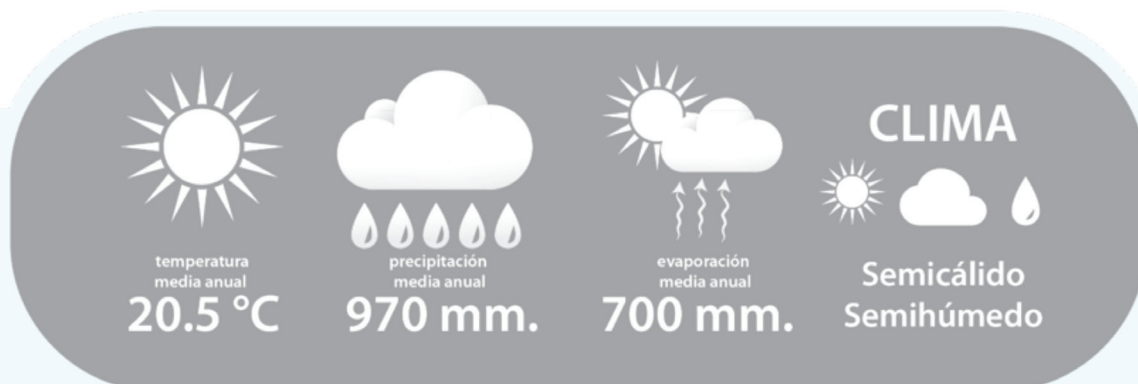 temperatura
media anual
20.5 °C
precipitación
media anual
970 mm.
evaporación
media anual
700 mm.
CLIMA
Semicálido
Semihúmedo